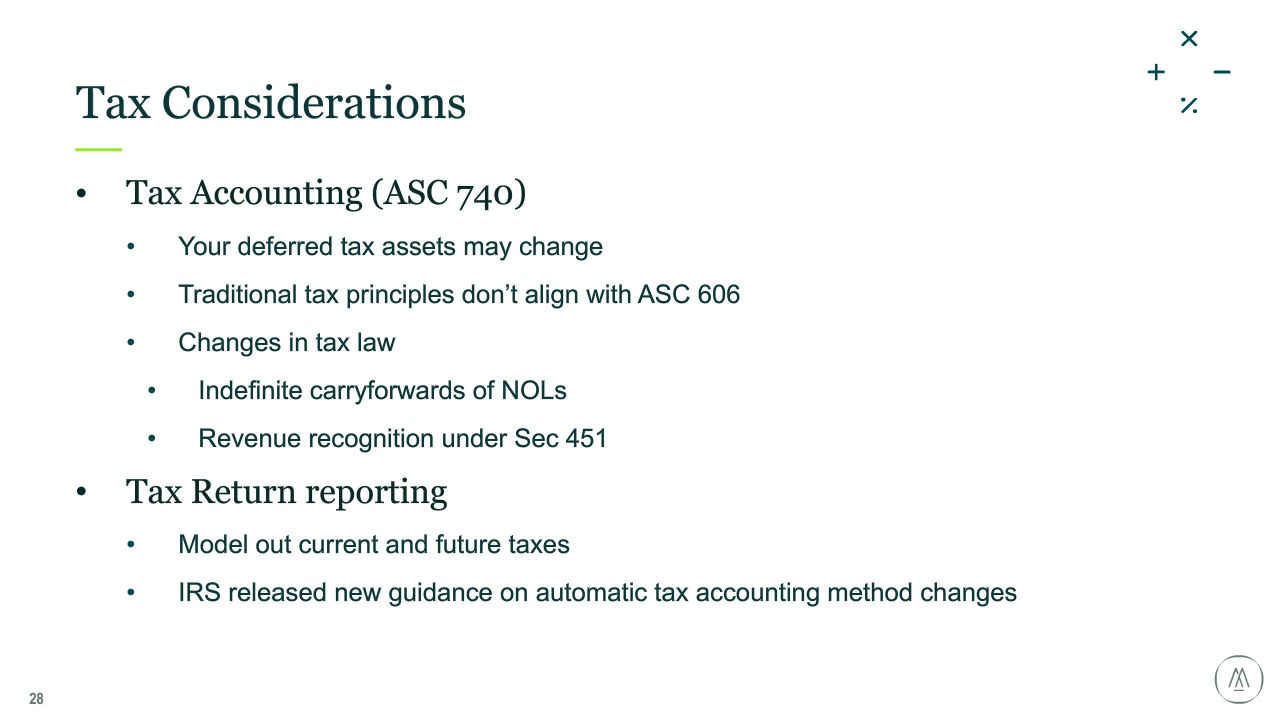 Tax Considerations
• Tax Accounting (ASC 740)
• Your deferred tax assets may change
• Traditional tax principles don’t align with ASC 606
• Changes in tax law
• Indefinite carryforwards of NOLs
• Revenue recognition under Sec 451
• Tax Return reporting
• Model out current and future taxes
• IRS released new guidance on automatic tax accounting method changes
28